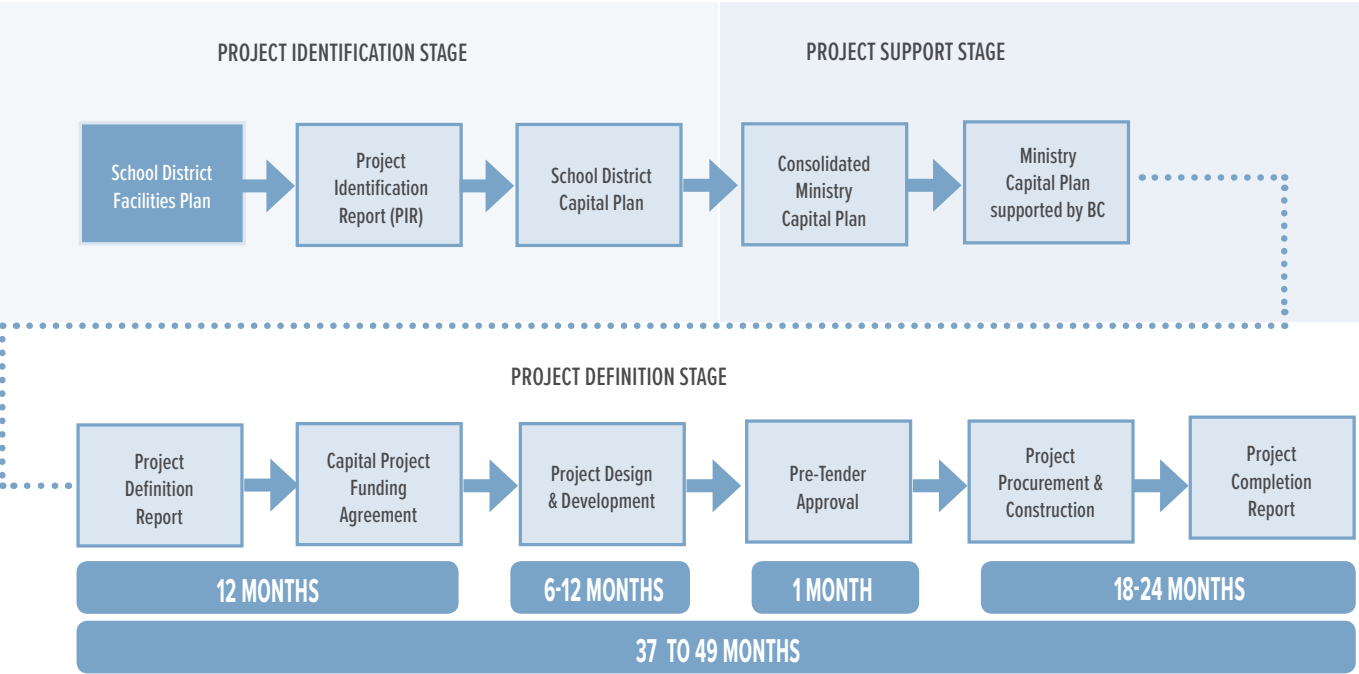 PROJECT IDENTIFICATION STAGE
PROJECT SUPPORT STAGE
School District
Facilities Plan
Project
Identification
Report (PIR)
School District
Capital Plan
Consolidated
Ministry
Capital Plan
Ministry
Capital Plan
supported by BC
PROJECT DEFINITION STAGE
Project
Definition
Report
Capital Project
Funding
Agreement
Project Design
& Development
Pre-Tender
Approval
Project
Procurement &
Construction
Project
Completion
Report
12 MONTHS
6-12 MONTHS
1 MONTH
18-24 MONTHS
37 TO 49 MONTHS